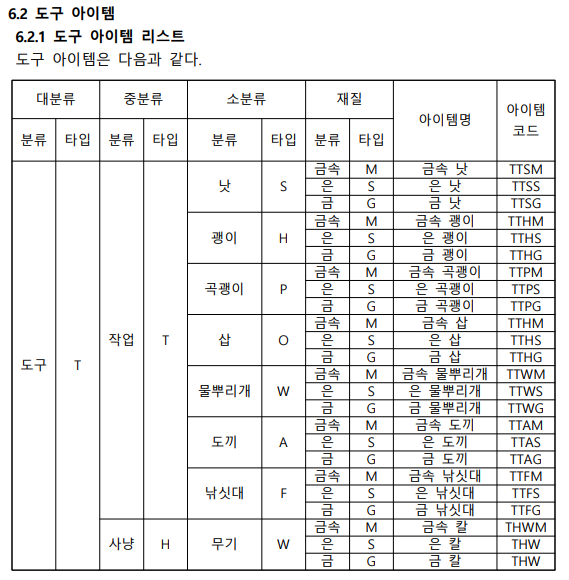 6.2 도구 아이템
6.2.1 도구 아이템 리스트
도구 아이템은 다음과 같다.
대분류 중분류 소분류 재질 아이템명 아이템 코드
분류 타입 분류 타입 분류 타입 분류 타입
도구 T 작업 T 낫 S 금속 M 금속 낫 TTSM
은 S 은 낫 TTSS
금 G 금 낫 TTSG
괭이 H 금속 M 금속 괭이 TTHM
은 S 은 괭이 TTHS
금 G 금 괭이 TTHG
곡괭이 P 금속 M 금속 곡괭이 TTPM
은 S 은 곡괭이 TTPS
금 G 금 곡괭이 TTPG
삽 O 금속 M 금속 삽 TTHM
은 S 은 삽 TTHS
금 G 금 삽 TTHG
물뿌리개 W 금속 M 금속 물뿌리개 TTWM
은 S 은 물뿌리개 TTWS
금 G 금 물뿌리개 TTWG
도끼 A 금속 M 금속 도끼 TTAM
은 S 은 도끼 TTAS
금 G 금 도끼 TTAG
낚싯대 F 금속 M 금속 낚싯대 TTFM
은 S 은 낚싯대 TTFS
금 G 금 낚싯대 TTFG
사냥 H 무기 W 금속 M 금속 칼 THWM
은 S 은 칼 THW
금 G 금 칼 THW